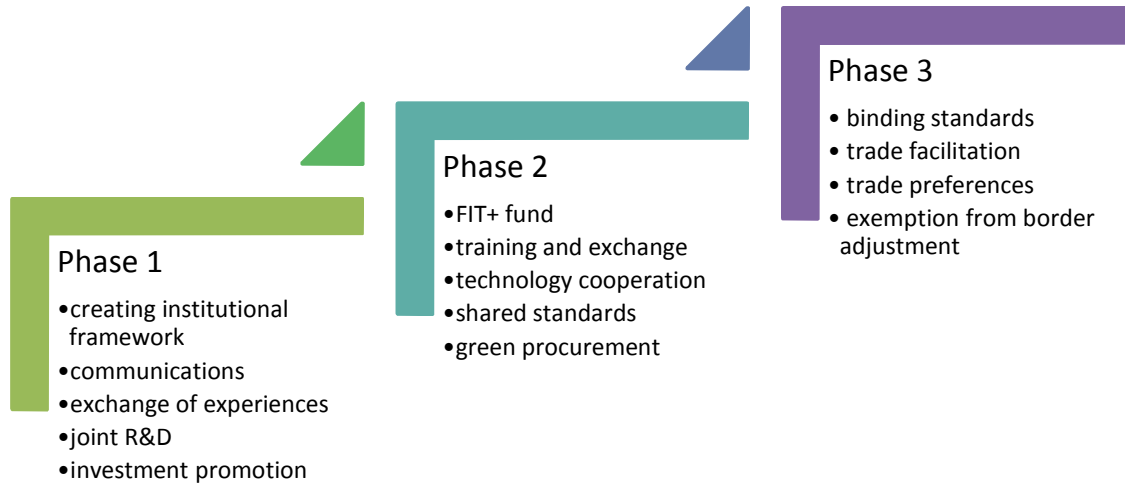 Phase 1
•creating institutional
framework
•communications
•exchange of experiences
•joint R&D
•investment promotion
Phase 2
•FIT+ fund
•training and exchange
•technology cooperation
•shared standards
•green procurement
Phase 3
• binding standards
• trade facilitation
• trade preferences
• exemption from border
adjustment